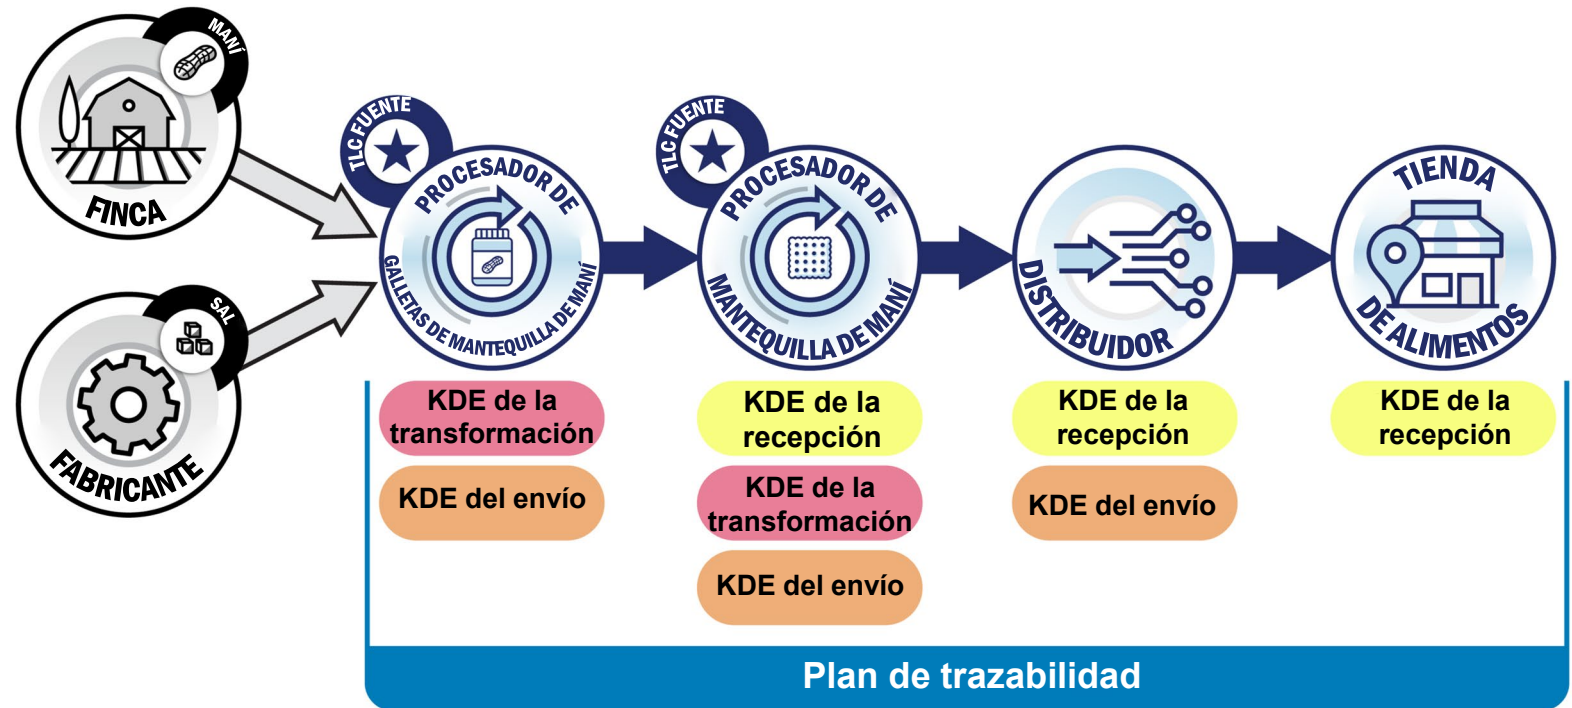 MANÍ
FINCA
SAL
FABRICANTE
TLC FUENTE
PROCESADOR DE
GALLETAS DE MANTEQUILLA DE MANÍ
TLC FUENTE
PROCESADOR DE
MANTEQUILLA DE MANÍ
DISTRIBUIDOR
TIENDA
DE ALIMENTOS
KDE de la
transformación
KDE del envío
KDE de la
recepción
KDE de la
transformación
KDE del envío
KDE de la
recepción
KDE del envío
KDE de la
recepción
Plan de trazabilidad